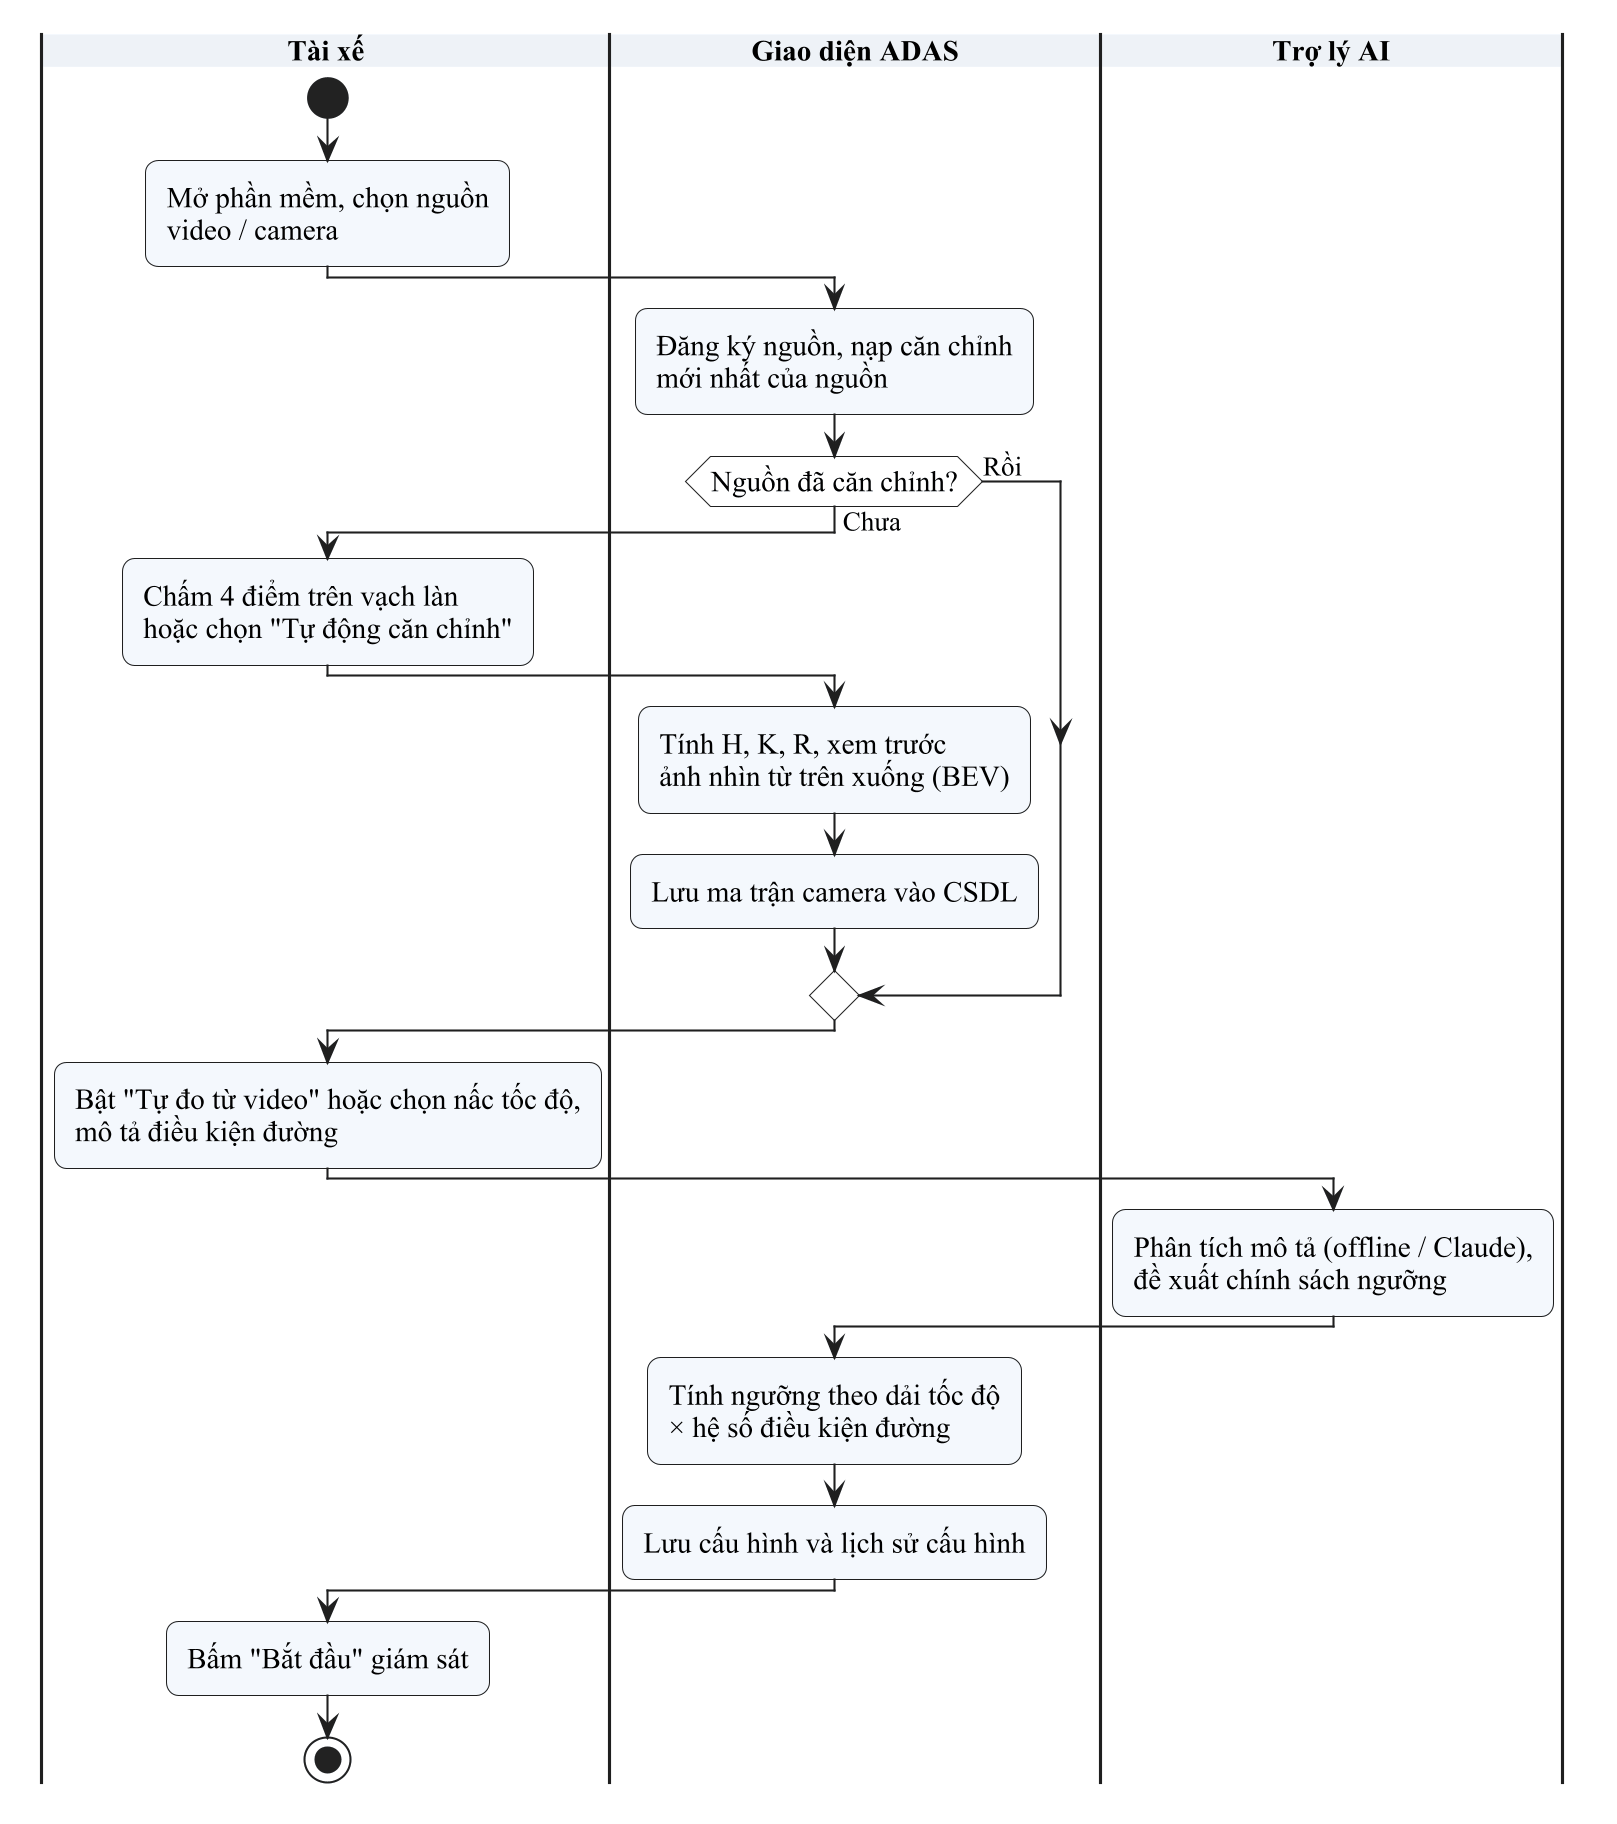 Tài xế
Giao diện ADAS
Trợ lý AI
Mở phần mềm, chọn nguồn
video / camera
Đăng ký nguồn, nạp căn chỉnh
mới nhất của nguồn
Nguồn đã căn chỉnh?
Rồi
Chưa
Chấm 4 điểm trên vạch làn
hoặc chọn "Tự động căn chỉnh"
Tính H, K, R, xem trước
ảnh nhìn từ trên xuống (BEV)
Lưu ma trận camera vào CSDL
Bật "Tự đo từ video" hoặc chọn nấc tốc độ,
mô tả điều kiện đường
Phân tích mô tả (offline / Claude),
đề xuất chính sách ngưỡng
Tính ngưỡng theo dải tốc độ
× hệ số điều kiện đường
Lưu cấu hình và lịch sử cấu hình
Bấm "Bắt đầu" giám sát